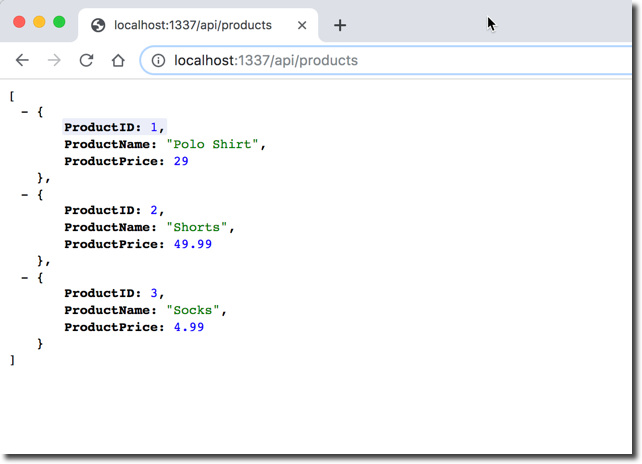 localhost:1337/api/products
localhost:1337/api/products
[
- {
ProductID: 1,
ProductName: "Polo Shirt",
ProductPrice: 29
},
- {
ProductID: 2,
ProductName: "Shorts",
ProductPrice: 49.99
},
- {
ProductID: 3,
ProductName: "Socks",
ProductPrice: 4.99
}
]